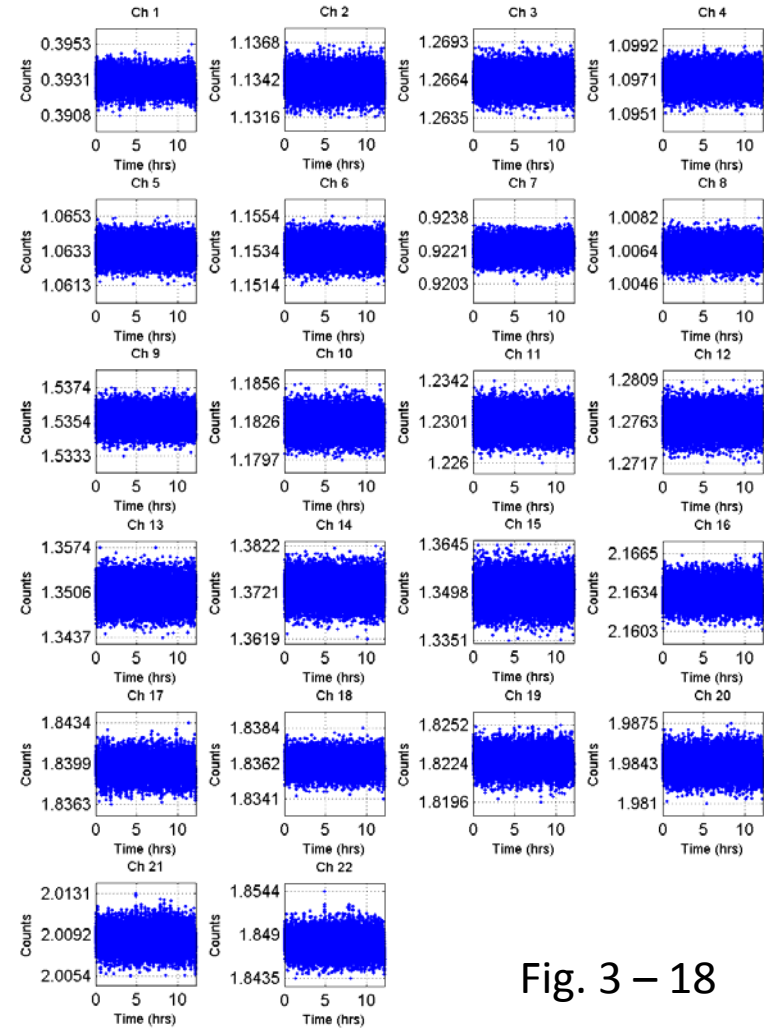 Ch 1
0.3953
0.3931
0.3908
Counts
0 5 10
Time (hrs)
Ch 2
1.1368
1.1342
1.1316
Counts
0 5 10
Time (hrs)
Ch 3
1.2693
1.2664
1.2635
Counts
0 5 10
Time (hrs)
Ch 4
1.0992
1.0971
1.0951
Counts
0 5 10
Time (hrs)
Ch 5
1.0653
1.0633
1.0613
Counts
0 5 10
Time (hrs)
Ch 6
1.1554
1.1534
1.1514
Counts
0 5 10
Time (hrs)
Ch 7
0.9238
0.9221
0.9203
Counts
0 5 10
Time (hrs)
Ch 8
1.0082
1.0064
1.0046
Counts
0 5 10
Time (hrs)
Ch 9
1.5374
1.5354
1.5333
Counts
0 5 10
Time (hrs)
Ch 10
1.1856
1.1826
1.1797
Counts
0 5 10
Time (hrs)
Ch 11
1.2342
1.2301
1.226
Counts
0 5 10
Time (hrs)
Ch 12
1.2809
1.2763
1.2717
Counts
0 5 10
Time (hrs)
Ch 13
1.3574
1.3506
1.3437
Counts
0 5 10
Time (hrs)
Ch 14
1.3822
1.3721
1.3619
Counts
0 5 10
Time (hrs)
Ch 15
1.3645
1.3498
1.3351
Counts
0 5 10
Time (hrs)
Ch 16
2.1665
2.1634
2.1603
Counts
0 5 10
Time (hrs)
Ch 17
1.8434
1.8399
1.8363
Counts
0 5 10
Time (hrs)
Ch 18
1.8384
1.8362
1.8341
Counts
0 5 10
Time (hrs)
Ch 19
1.8252
1.8224
1.8196
Counts
0 5 10
Time (hrs)
Ch 20
1.9875
1.9843
1.981
Counts
0 5 10
Time (hrs)
Ch 21
2.0131
2.0092
2.0054
Counts
0 5 10
Time (hrs)
Ch 22
1.8544
1.849
1.8435
Counts
0 5 10
Time (hrs)
Fig. 3 – 18